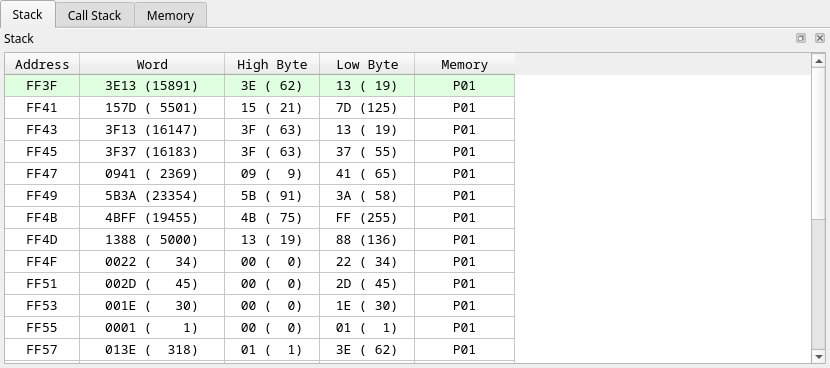 Stack Call Stack Memory
Stack
Address Word High Byte Low Byte Memory
FF3F 3E13 (15891) 3E ( 62) 13 ( 19) P01
FF41 157D ( 5501) 15 ( 21) 7D (125) P01
FF43 3F13 (16147) 3F ( 63) 13 ( 19) P01
FF45 3F37 (16183) 3F ( 63) 37 ( 55) P01
FF47 0941 ( 2369) 09 (  9) 41 ( 65) P01
FF49 5B3A (23354) 5B ( 91) 3A ( 58) P01
FF4B 4BFF (19455) 4B ( 75) FF (255) P01
FF4D 1388 ( 5000) 13 ( 19) 88 (136) P01
FF4F 0022 (   34) 00 (  0) 22 ( 34) P01
FF51 002D (   45) 00 (  0) 2D ( 45) P01
FF53 001E (   30) 00 (  0) 1E ( 30) P01
FF55 0001 (    1) 00 (  0) 01 (  1) P01
FF57 013E (  318) 01 (  1) 3E ( 62) P01